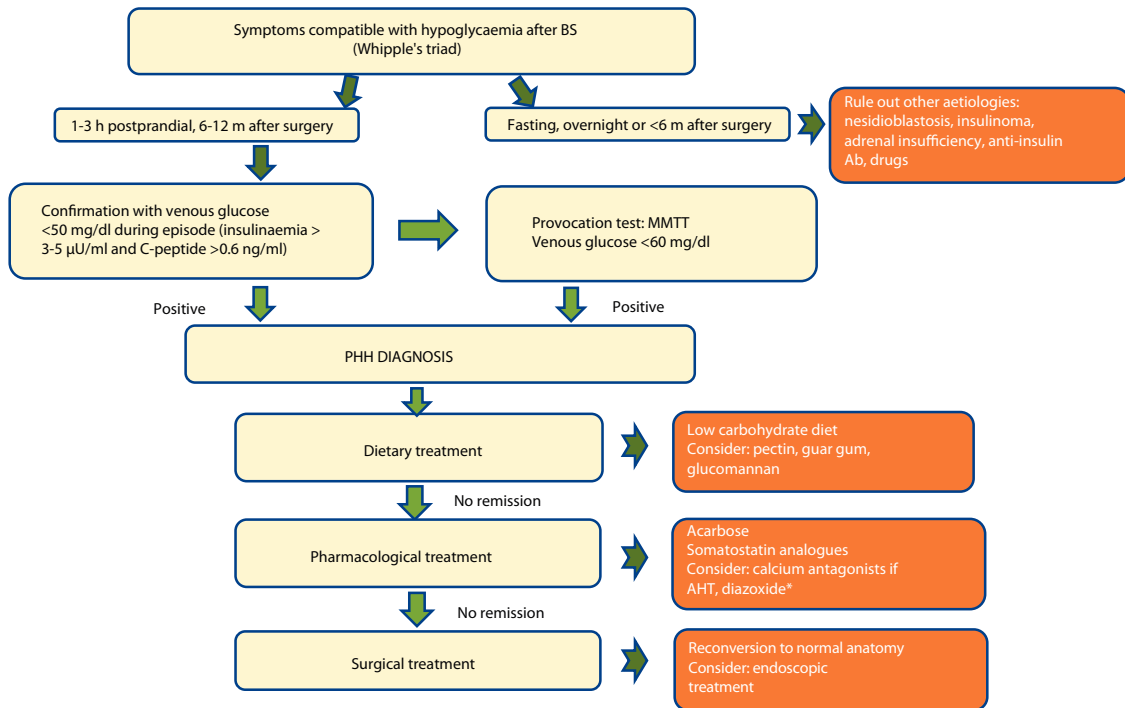 Symptoms compatible with hypoglycaemia after BS
(Whipple's triad)
1-3 h postprandial, 6-12 m after surgery
Fasting, overnight or <6 m after surgery
Rule out other aetiologies:
nesidioblastosis, insulinoma,
adrenal insufficiency, anti-insulin
Ab, drugs
Confirmation with venous glucose
<50 mg/dl during episode (insulinaemia >
3-5 µU/ml and C-peptide >0.6 ng/ml)
Provocation test: MMTT
Venous glucose <60 mg/dl
Positive
Positive
PHH DIAGNOSIS
Dietary treatment
Low carbohydrate diet
Consider: pectin, guar gum,
glucomannan
No remission
Pharmacological treatment
Acarbose
Somatostatin analogues
Consider: calcium antagonists if
AHT, diazoxide*
No remission
Surgical treatment
Reconversion to normal anatomy
Consider: endoscopic
treatment